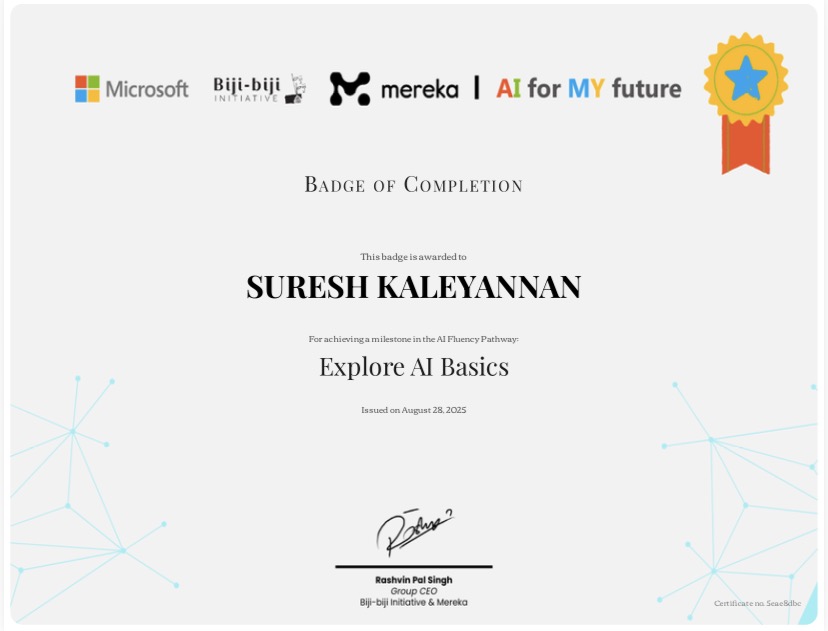 Microsoft Biji-biji INITIATIVE mereka | AI for MY future
Badge of Completion
This badge is awarded to
SURESH KALEYANNAN
For achieving a milestone in the AI Fluency Pathway:
Explore AI Basics
Issued on August 28, 2025
Rashvin Pal Singh
Group CEO
Biji-biji Initiative & Mereka
Certificate no. 5eae8dbc